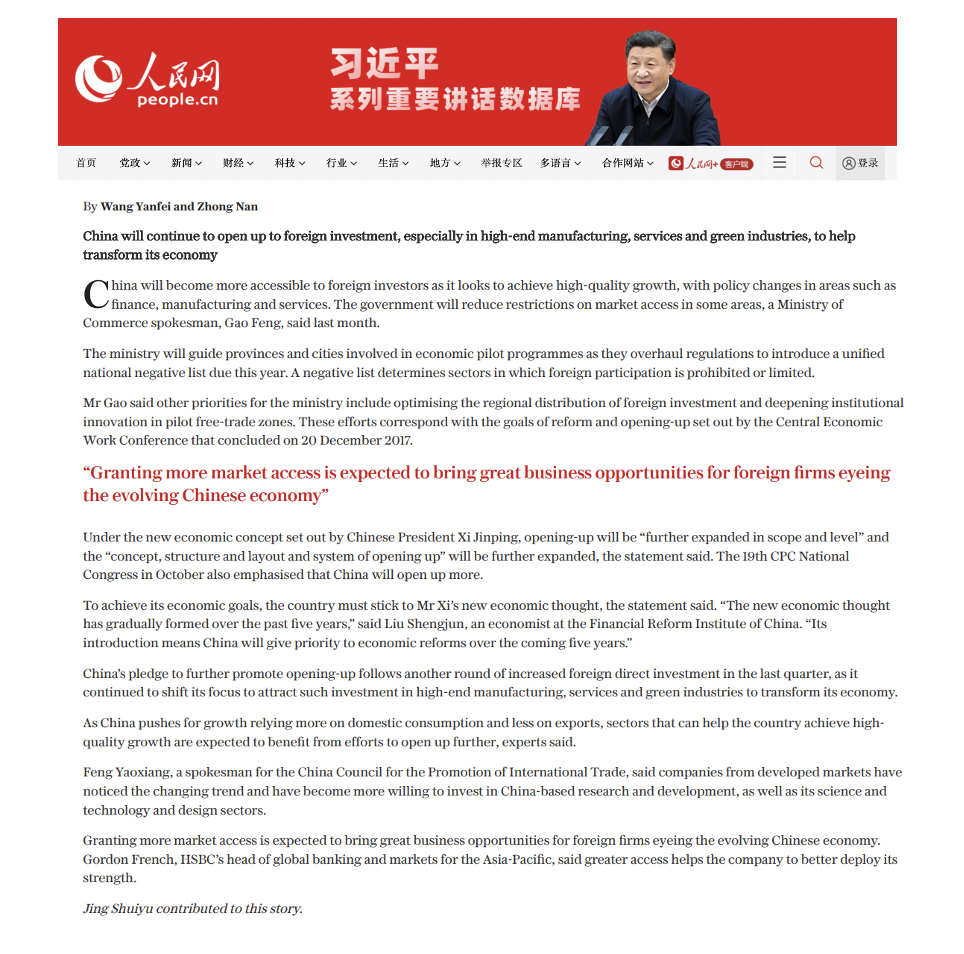 人民网
people.cn
习近平
系列重要讲话数据库
首页 党政 新闻 财经 科技 行业 生活 地方 举报专区 多语言 合作网站 人民网+ 客户端 登录
By Wang Yanfei and Zhong Nan
China will continue to open up to foreign investment, especially in high-end manufacturing, services and green industries, to help
transform its economy
China will become more accessible to foreign investors as it looks to achieve high-quality growth, with policy changes in areas such as
finance, manufacturing and services. The government will reduce restrictions on market access in some areas, a Ministry of
Commerce spokesman, Gao Feng, said last month.
The ministry will guide provinces and cities involved in economic pilot programmes as they overhaul regulations to introduce a unified
national negative list due this year. A negative list determines sectors in which foreign participation is prohibited or limited.
Mr Gao said other priorities for the ministry include optimising the regional distribution of foreign investment and deepening institutional
innovation in pilot free-trade zones. These efforts correspond with the goals of reform and opening-up set out by the Central Economic
Work Conference that concluded on 20 December 2017.
“Granting more market access is expected to bring great business opportunities for foreign firms eyeing
the evolving Chinese economy”
Under the new economic concept set out by Chinese President Xi Jinping, opening-up will be “further expanded in scope and level” and
the “concept, structure and layout and system of opening up” will be further expanded, the statement said. The 19th CPC National
Congress in October also emphasised that China will open up more.
To achieve its economic goals, the country must stick to Mr Xi’s new economic thought, the statement said. “The new economic thought
has gradually formed over the past five years,” said Liu Shengjun, an economist at the Financial Reform Institute of China. “Its
introduction means China will give priority to economic reforms over the coming five years.”
China’s pledge to further promote opening-up follows another round of increased foreign direct investment in the last quarter, as it
continued to shift its focus to attract such investment in high-end manufacturing, services and green industries to transform its economy.
As China pushes for growth relying more on domestic consumption and less on exports, sectors that can help the country achieve high-
quality growth are expected to benefit from efforts to open up further, experts said.
Feng Yaoxiang, a spokesman for the China Council for the Promotion of International Trade, said companies from developed markets have
noticed the changing trend and have become more willing to invest in China-based research and development, as well as its science and
technology and design sectors.
Granting more market access is expected to bring great business opportunities for foreign firms eyeing the evolving Chinese economy.
Gordon French, HSBC’s head of global banking and markets for the Asia-Pacific, said greater access helps the company to better deploy its
strength.
Jing Shuiyu contributed to this story.